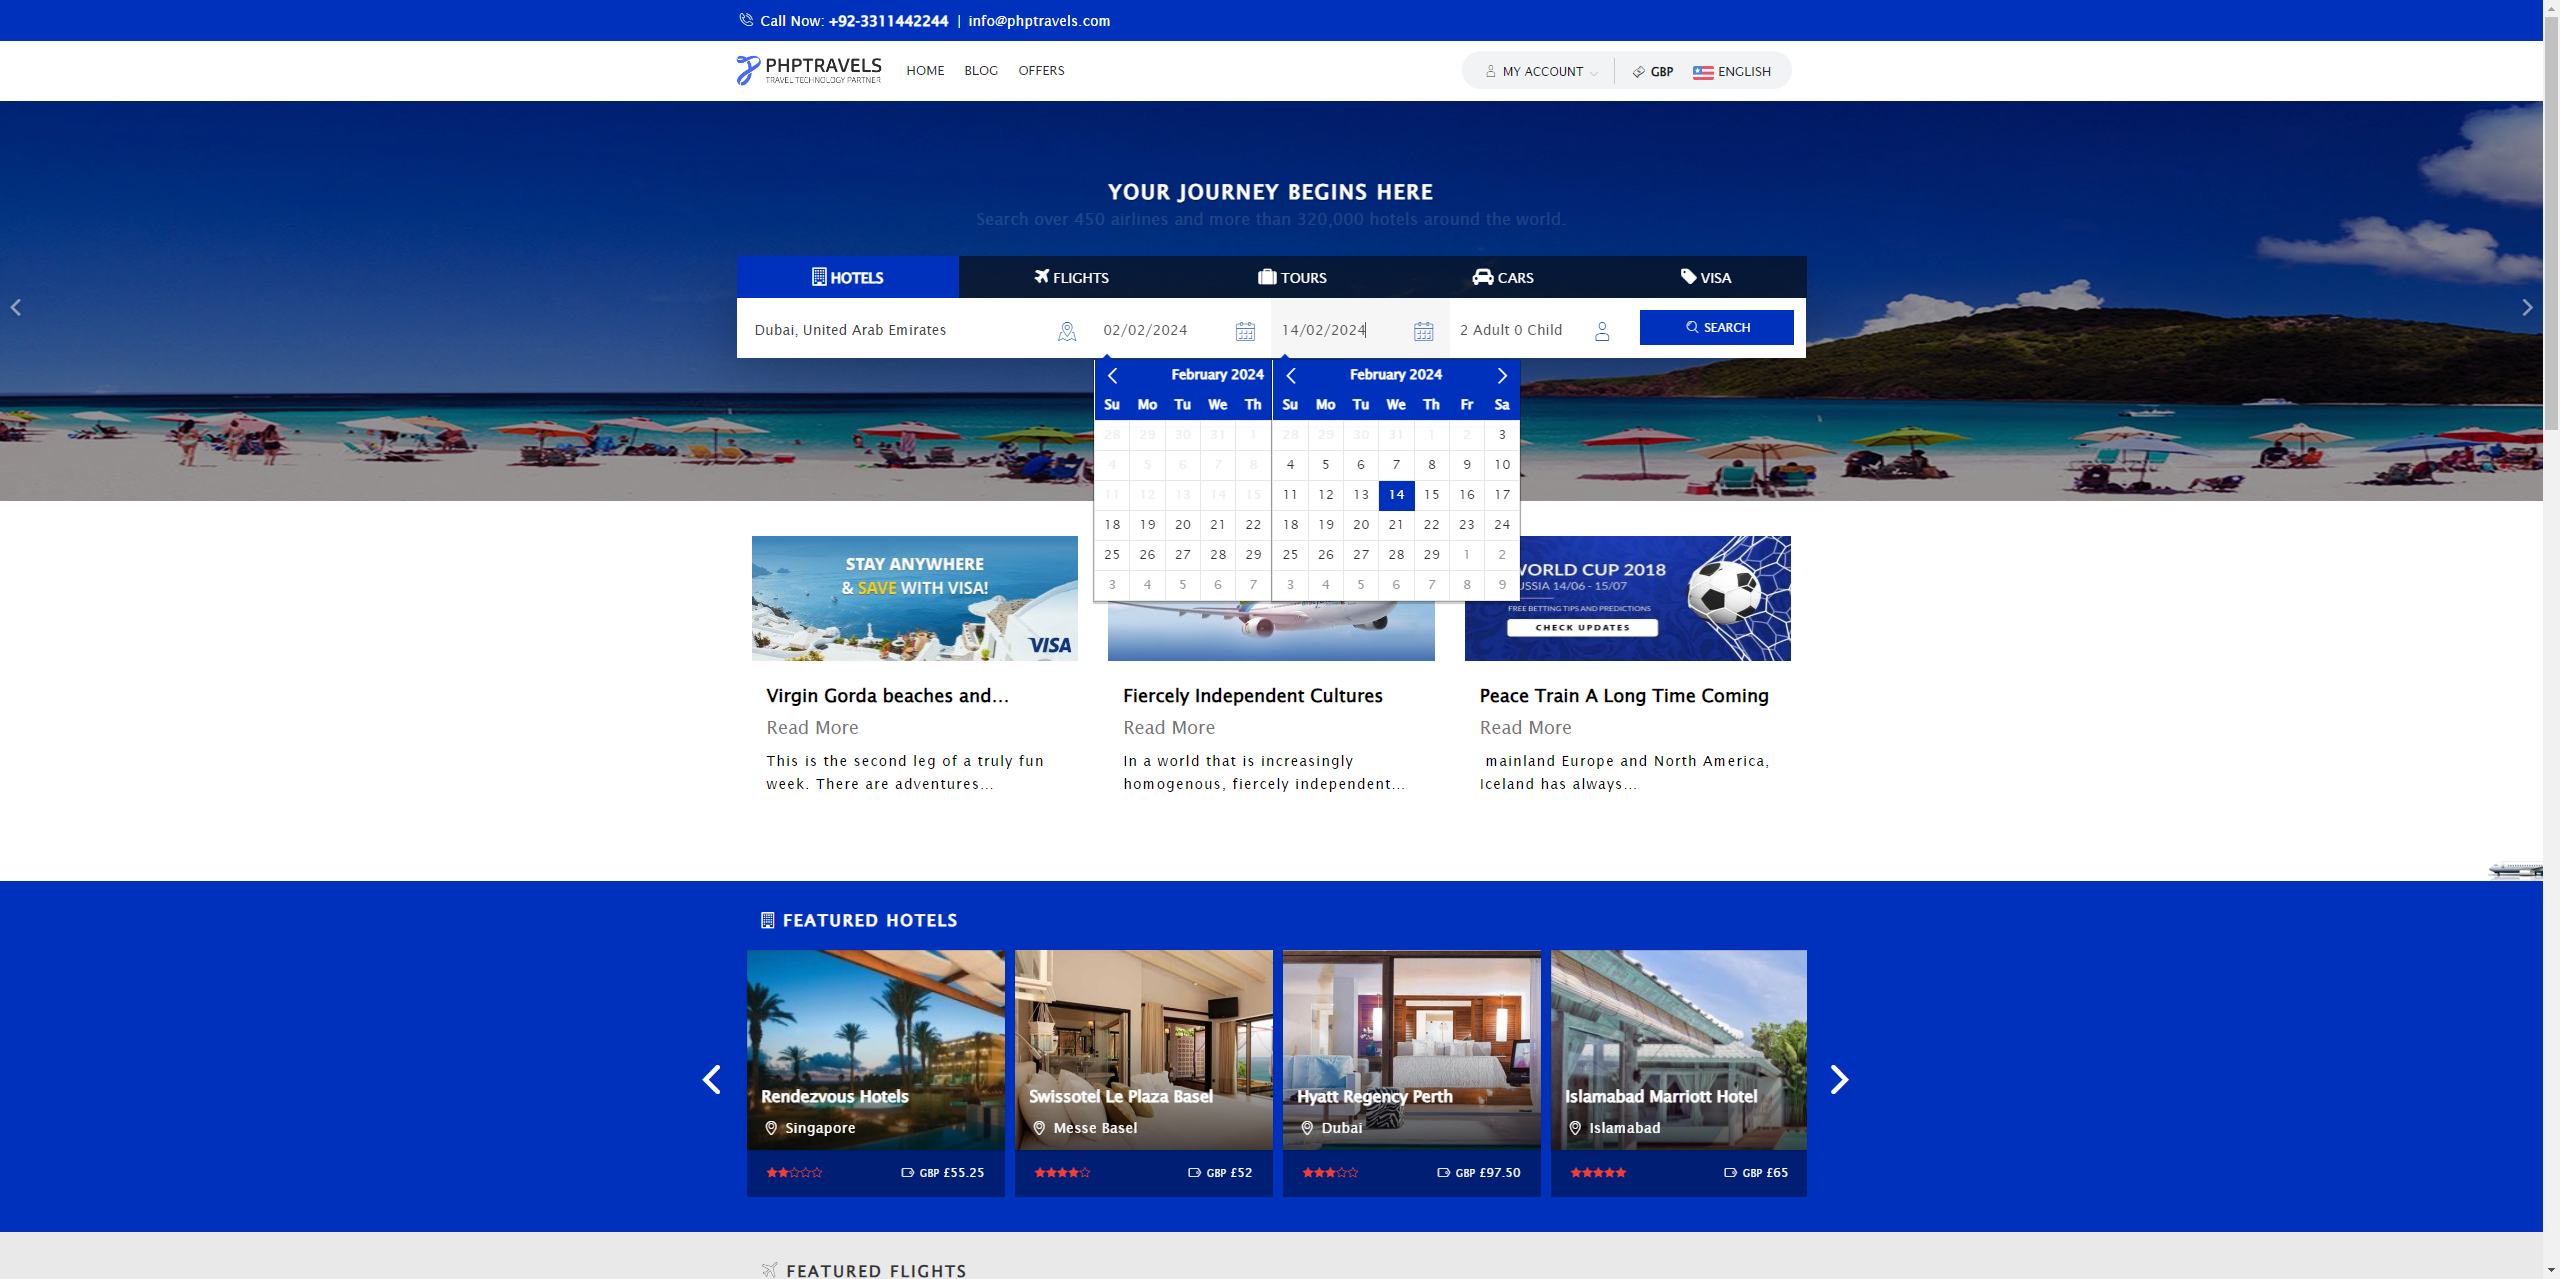 Call Now: +92-3311442244 | info@phptravels.com
PHPTRAVELS
TRAVEL TECHNOLOGY PARTNER
HOME BLOG OFFERS
MY ACCOUNT GBP ENGLISH
YOUR JOURNEY BEGINS HERE
Search over 450 airlines and more than 320,000 hotels around the world.
HOTELS FLIGHTS TOURS CARS VISA
Dubai, United Arab Emirates 02/02/2024 14/02/2024 2 Adult 0 Child SEARCH
February 2024
Su Mo Tu We Th
28 29 30 31 1
4 5 6 7 8
11 12 13 14 15
18 19 20 21 22
25 26 27 28 29
3 4 5 6 7
February 2024
Su Mo Tu We Th Fr Sa
28 29 30 31 1 2 3
4 5 6 7 8 9 10
11 12 13 14 15 16 17
18 19 20 21 22 23 24
25 26 27 28 29 1 2
3 4 5 6 7 8 9
STAY ANYWHERE
& SAVE WITH VISA!
VISA
WORLD CUP 2018
USSIA 14/06 - 15/07
FREE BETTING TIPS AND PREDICTIONS
CHECK UPDATES
Virgin Gorda beaches and...
Read More
This is the second leg of a truly fun
week. There are adventures...
Fiercely Independent Cultures
Read More
In a world that is increasingly
homogenous, fiercely independent...
Peace Train A Long Time Coming
Read More
mainland Europe and North America,
Iceland has always...
FEATURED HOTELS
Rendezvous Hotels
Singapore
GBP £55.25
Swissotel Le Plaza Basel
Messe Basel
GBP £52
Hyatt Regency Perth
Dubai
GBP £97.50
Islamabad Marriott Hotel
Islamabad
GBP £65
FEATURED FLIGHTS